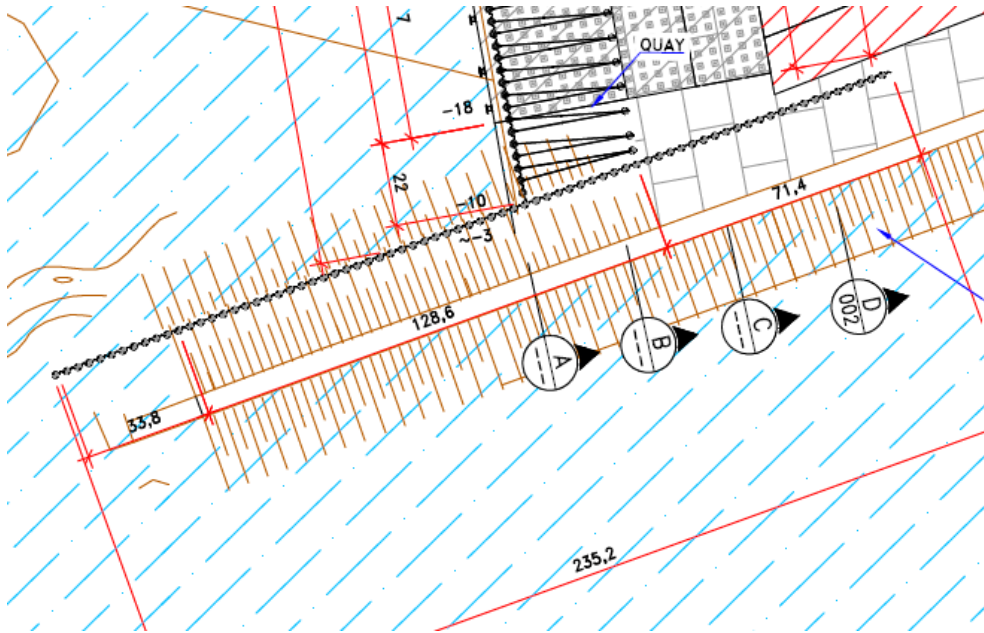 7
QUAY
-18
22
-10
~-3
71,4
128,6
33,8
A
---
B
---
C
---
D
002
235,2